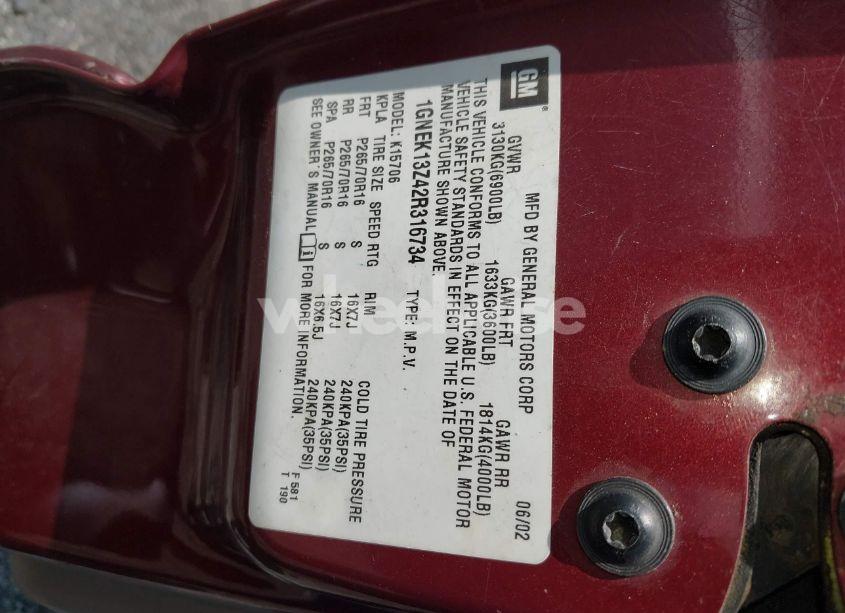 GM ®
MFD BY GENERAL MOTORS CORP 06/02
GVWR GAWR FRT GAWR RR
3130KG(6900LB) 1633KG(3600LB) 1814KG(4000LB)
THIS VEHICLE CONFORMS TO ALL APPLICABLE U.S. FEDERAL MOTOR
VEHICLE SAFETY STANDARDS IN EFFECT ON THE DATE OF
MANUFACTURE SHOWN ABOVE.
1GNEK13Z42R316734 TYPE: M.P.V.
MODEL: K15706
KPLA TIRE SIZE SPEED RTG RIM COLD TIRE PRESSURE
FRT P265/70R16 S 16X7J 240KPA(35PSI)
RR P265/70R16 S 16X7J 240KPA(35PSI)
SPA P265/70R16 S 16X6.5J 240KPA(35PSI)
SEE OWNER'S MANUAL i FOR MORE INFORMATION.
F 581
T 190